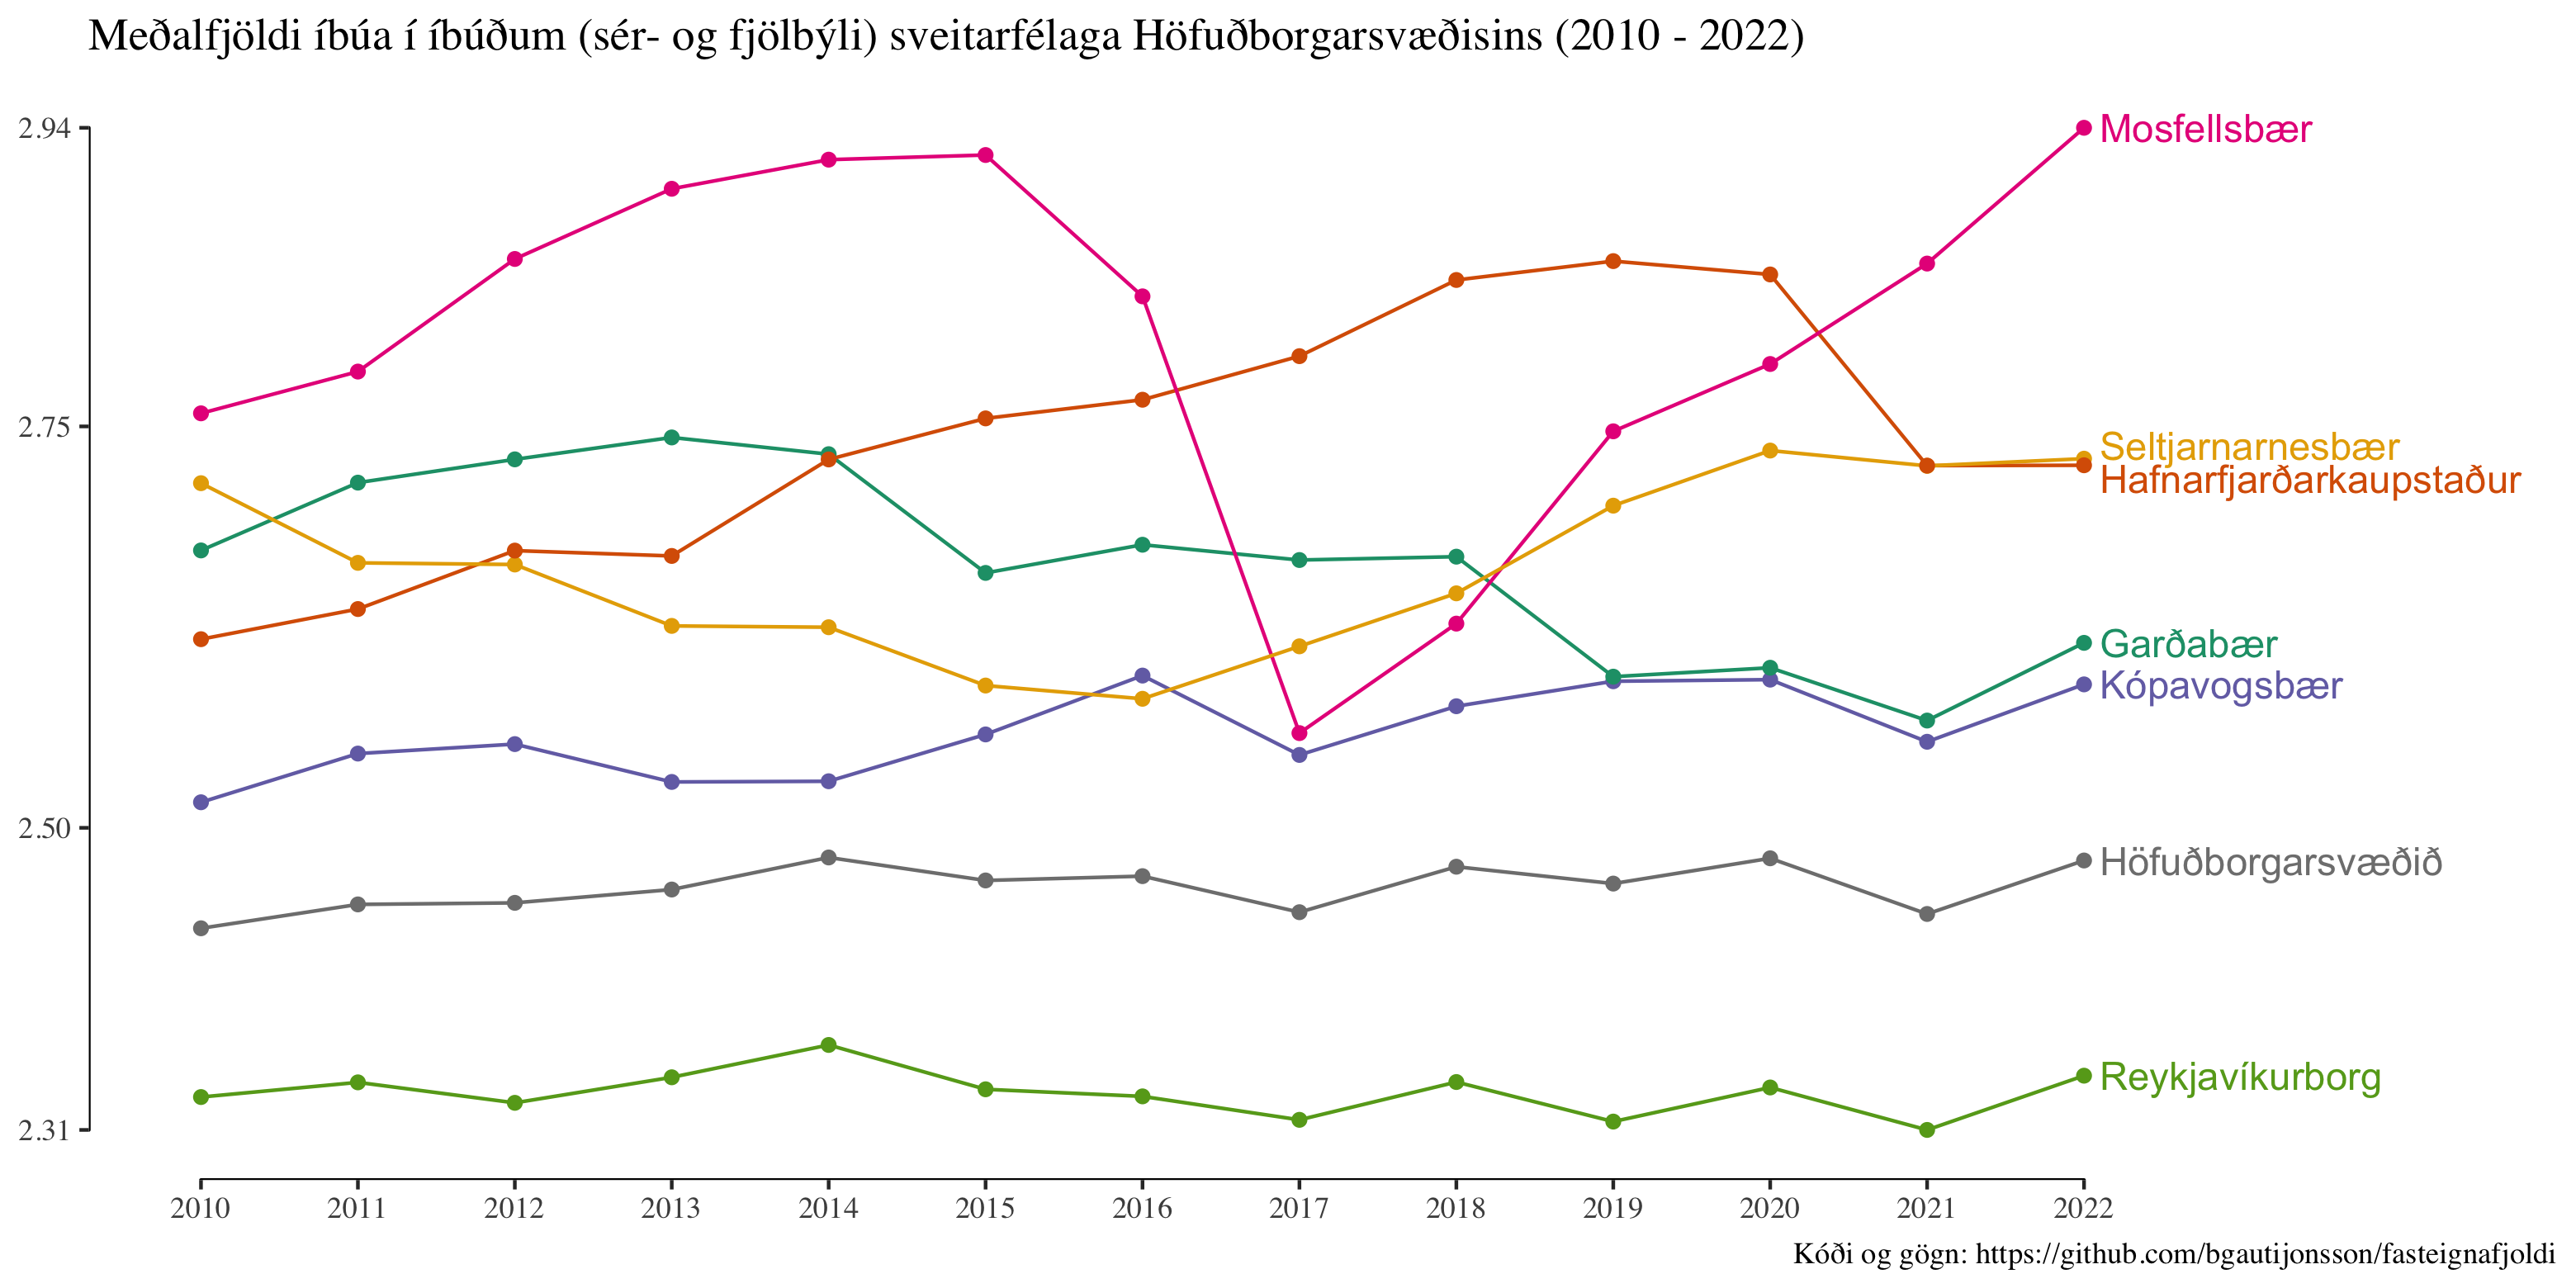 Meðalfjöldi íbúa í íbúðum (sér- og fjölbýli) sveitarfélaga Höfuðborgarsvæðisins (2010 - 2022)
2.94
2.75
2.50
2.31
Mosfellsbær
Seltjarnarnesbær
Hafnarfjarðarkaupstaður
Garðabær
Kópavogsbær
Höfuðborgarsvæðið
Reykjavíkurborg
2010 2011 2012 2013 2014 2015 2016 2017 2018 2019 2020 2021 2022
Kóði og gögn: https://github.com/bgautijonsson/fasteignafjoldi